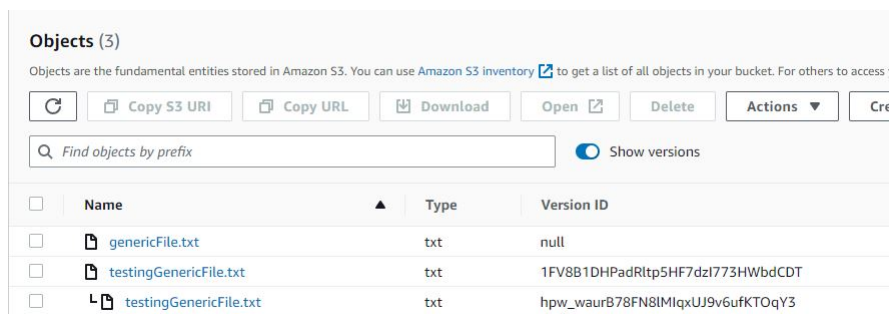 Objects (3)
Objects are the fundamental entities stored in Amazon S3. You can use Amazon S3 inventory to get a list of all objects in your bucket. For others to access
Copy S3 URI Copy URL Download Open Delete Actions
Find objects by prefix Show versions
Name Type Version ID
genericFile.txt txt null
testingGenericFile.txt txt 1FV8B1DHPadRltp5HF7dzI773HWbdCDT
testingGenericFile.txt txt hpw_waurB78FN8lMIqxUJ9v6ufKTOqY3